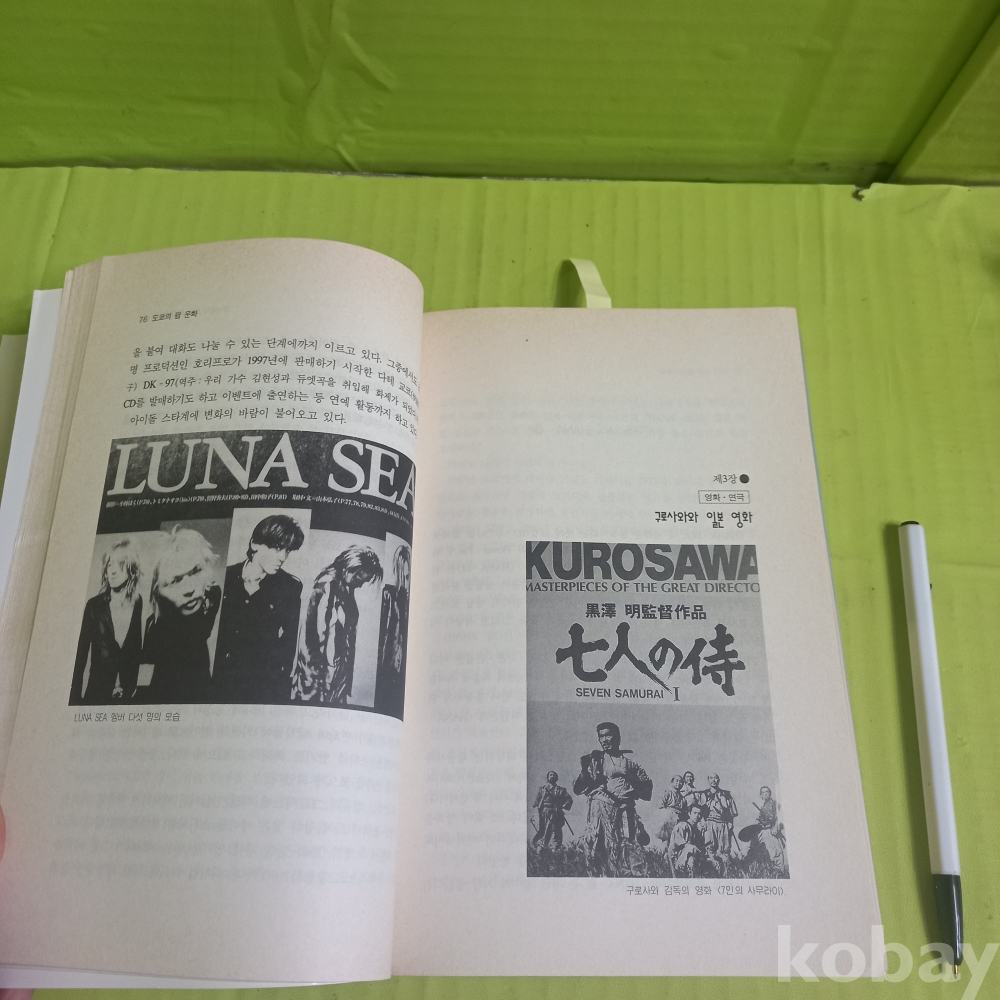 76 도쿄의 팝 문화
을 붙여 대화도 나눌 수 있는 단계에까지 이르고 있다. 그중에서도
명 프로덕션인 호리프로가 1997년에 판매하기 시작한 다테 교코
子) DK-97(역주: 우리 가수 김현성과 듀엣곡을 취입해 화제가 되었
CD를 발매하기도 하고 이벤트에 출연하는 등 연예 활동까지 하고 있
아이돌 스타계에 변화의 바람이 불어오고 있다.
LUNA SEA
LUNA SEA 멤버 다섯 명의 모습
제3장 ●
영화·연극
구로사와와 일본 영화
KUROSAWA
MASTERPIECES OF THE GREAT DIRECTO
黒澤 明監督作品
七人の侍
SEVEN SAMURAI I
구로사와 감독의 영화 〈7인의 사무라이〉
kobay